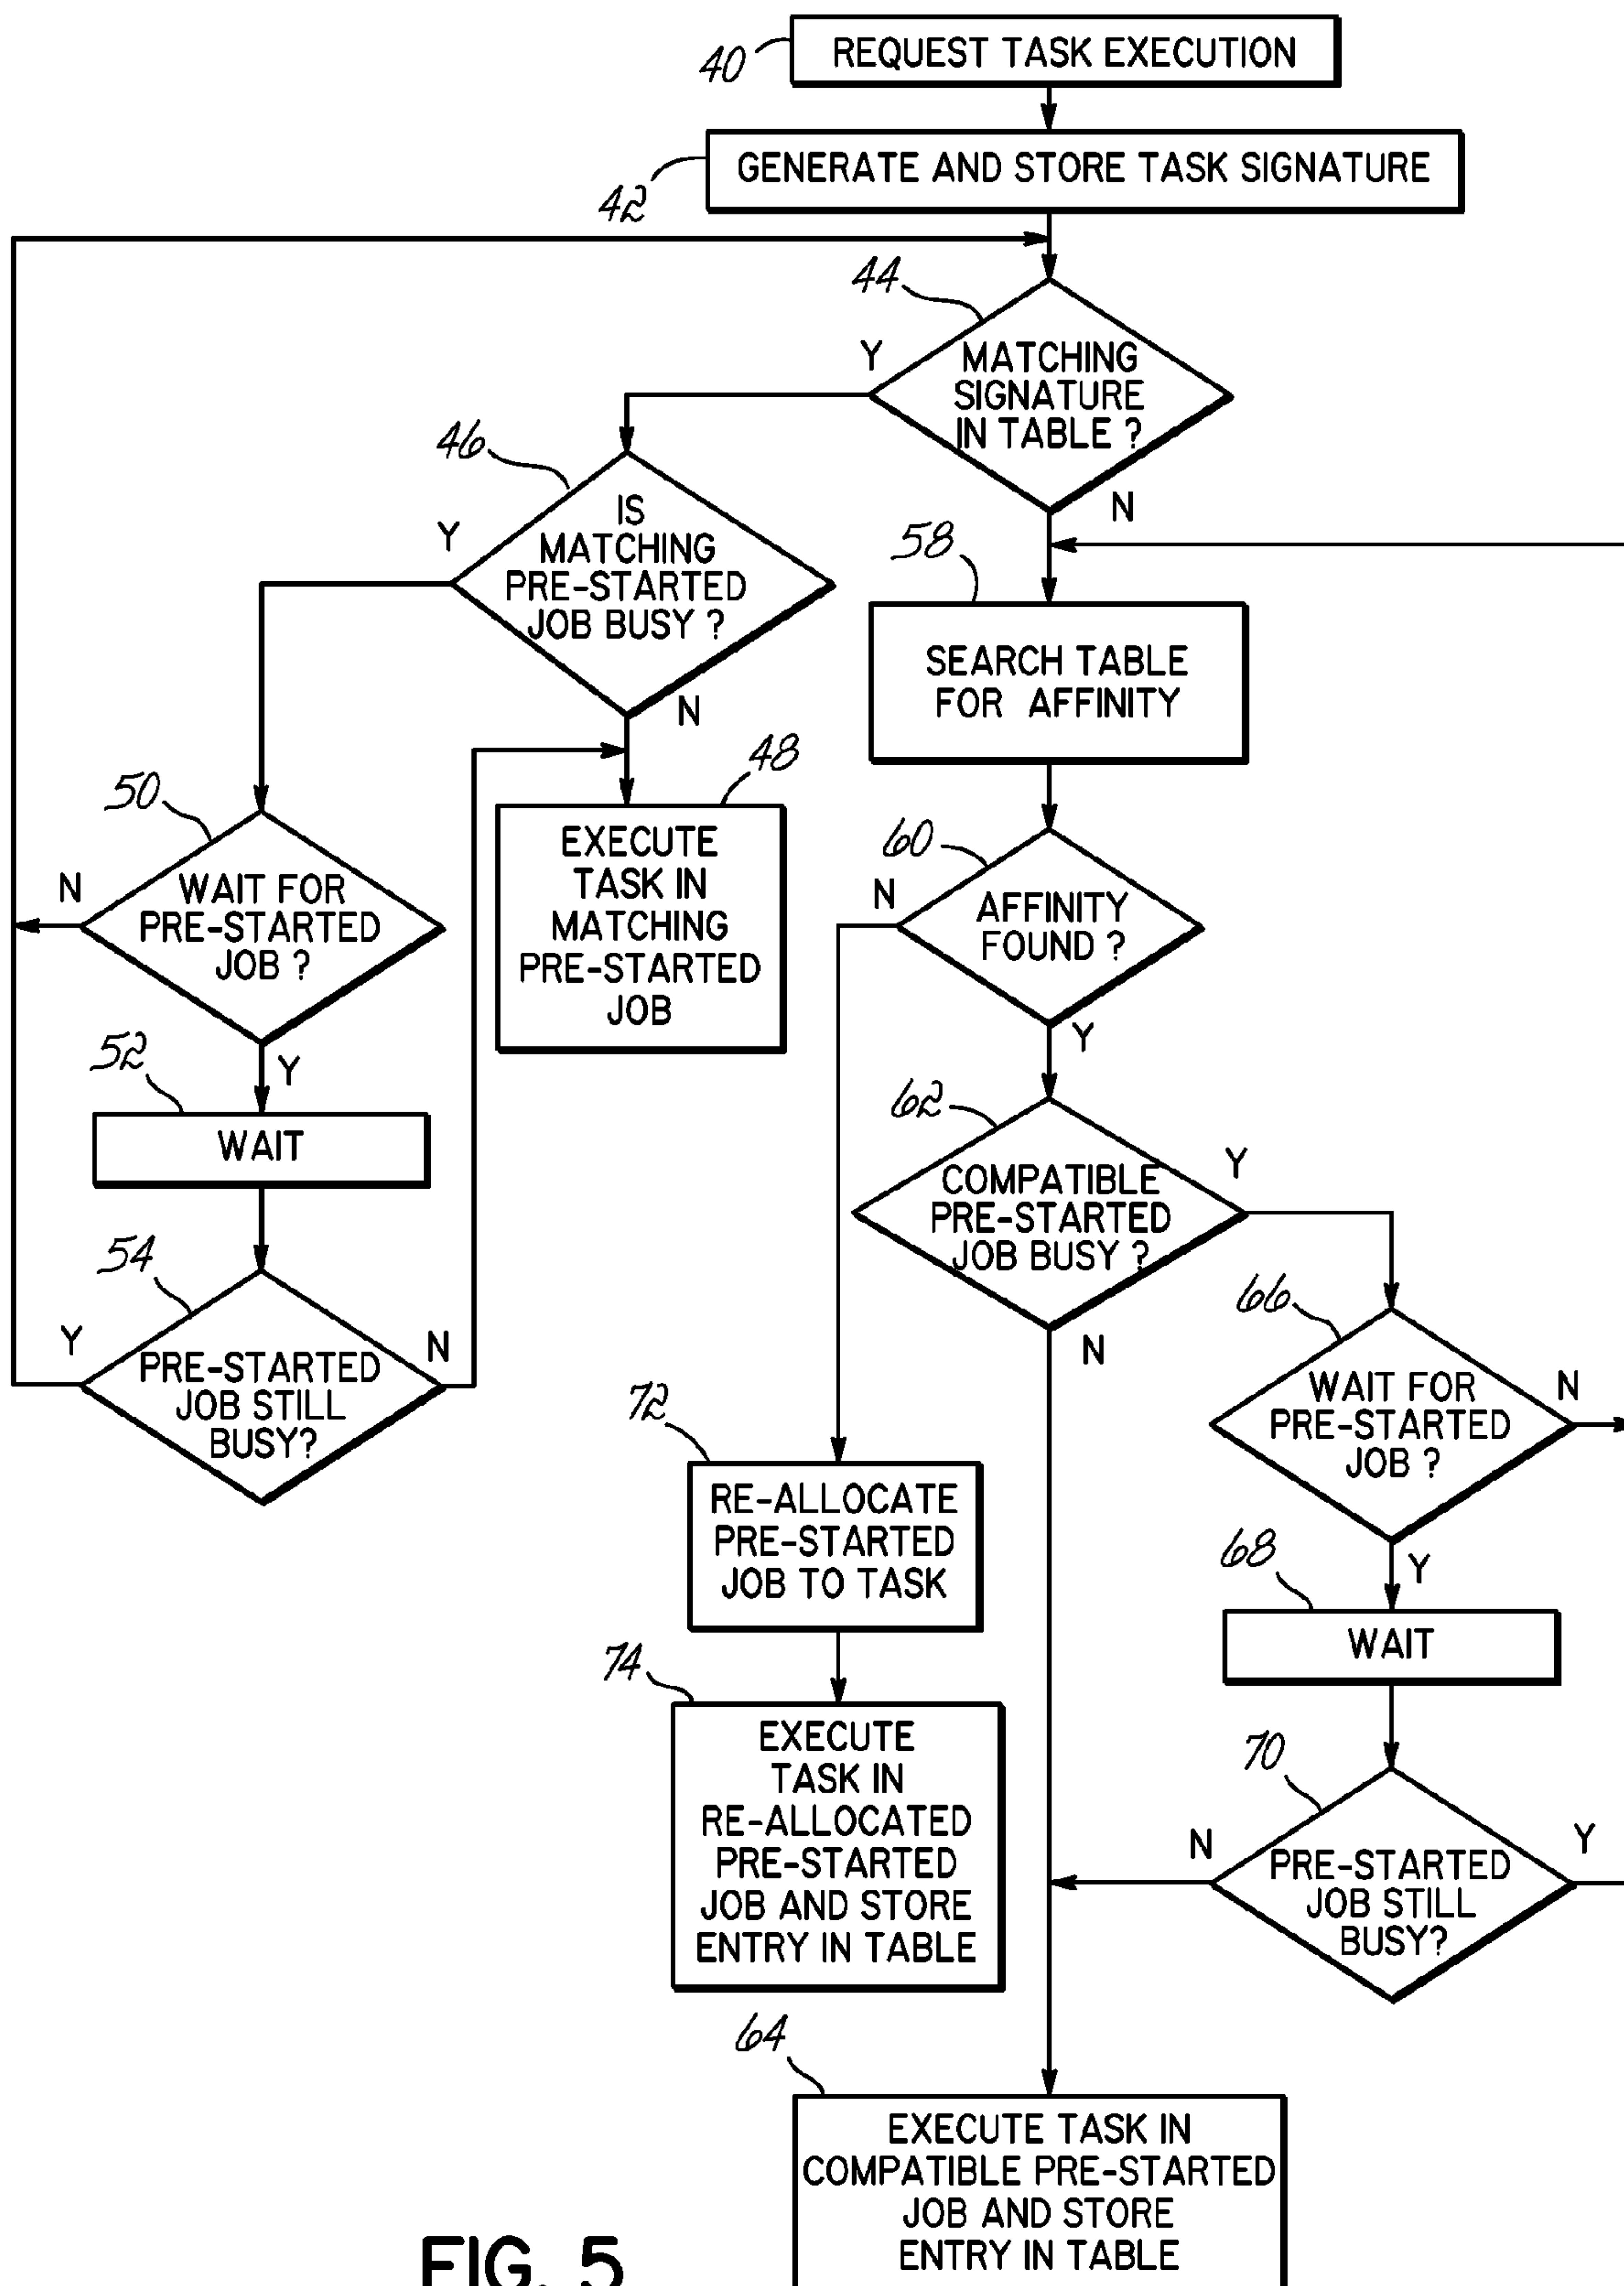 40
REQUEST TASK EXECUTION
42
GENERATE AND STORE TASK SIGNATURE
44
Y
MATCHING
SIGNATURE
IN TABLE ?
N
46
Y
IS
MATCHING
PRE-STARTED
JOB BUSY ?
N
58
SEARCH TABLE
FOR AFFINITY
48
EXECUTE
TASK IN
MATCHING
PRE-STARTED
JOB
50
N
WAIT FOR
PRE-STARTED
JOB ?
Y
60
N
AFFINITY
FOUND ?
Y
52
WAIT
62
COMPATIBLE
PRE-STARTED
JOB BUSY ?
Y
N
54
Y
PRE-STARTED
JOB STILL
BUSY?
N
66
WAIT FOR
PRE-STARTED
JOB ?
N
Y
72
RE-ALLOCATE
PRE-STARTED
JOB TO TASK
68
WAIT
74
EXECUTE
TASK IN
RE-ALLOCATED
PRE-STARTED
JOB AND STORE
ENTRY IN TABLE
70
N
PRE-STARTED
JOB STILL
BUSY?
Y
64
EXECUTE TASK IN
COMPATIBLE PRE-STARTED
JOB AND STORE
ENTRY IN TABLE
FIG. 5